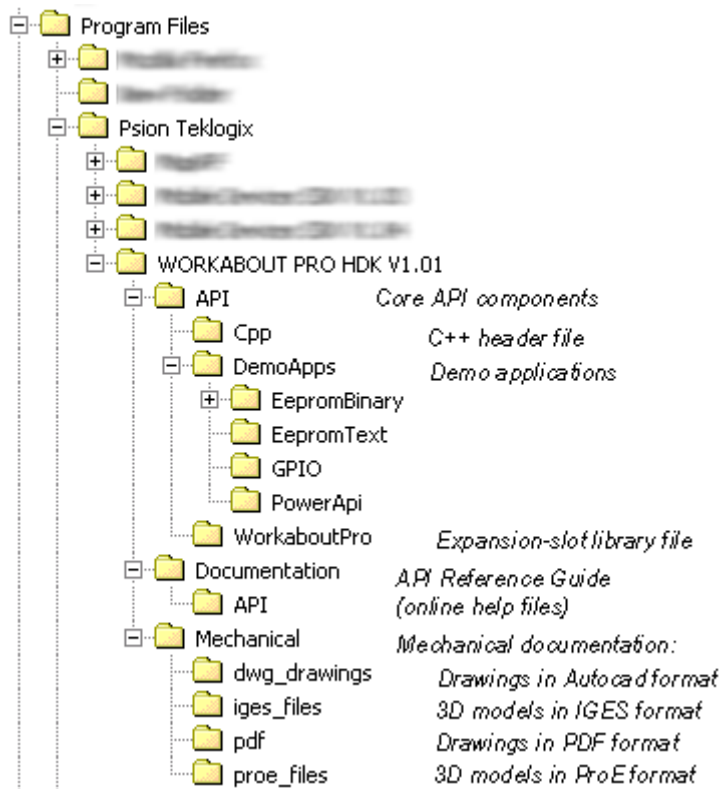 Program Files
Psion Teklogix
WORKABOUT PRO HDK V1.01
API Core API components
Cpp C++ header file
DemoApps Demo applications
EepromBinary
EepromText
GPIO
PowerApi
WorkaboutPro Expansion-slot library file
Documentation API Reference Guide
API (online help files)
Mechanical Mechanical documentation:
dwg_drawings Drawings in Autocad format
iges_files 3D models in IGES format
pdf Drawings in PDF format
proe_files 3D models in ProE format